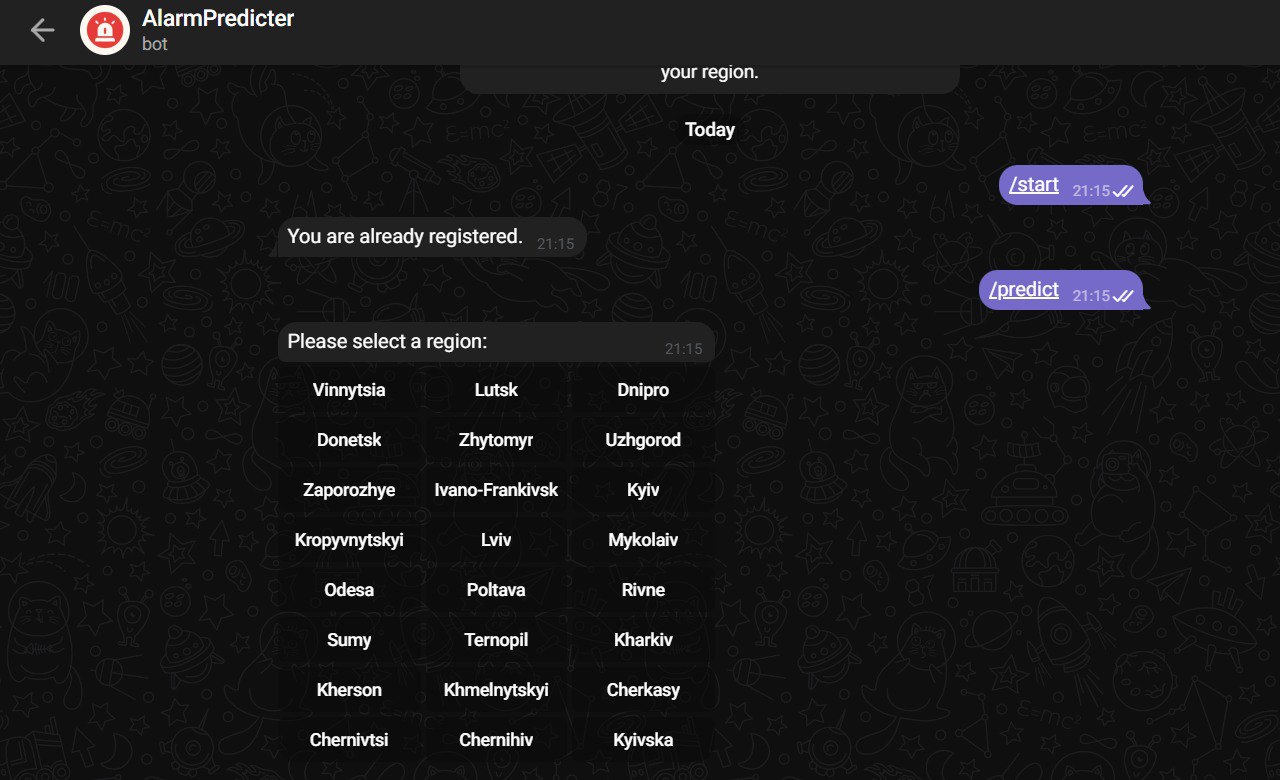 AlarmPredicter
bot
your region.
Today
/start 21:15
You are already registered. 21:15
/predict 21:15
Please select a region: 21:15
Vinnytsia Lutsk Dnipro
Donetsk Zhytomyr Uzhgorod
Zaporozhye Ivano-Frankivsk Kyiv
Kropyvnytskyi Lviv Mykolaiv
Odesa Poltava Rivne
Sumy Ternopil Kharkiv
Kherson Khmelnytskyi Cherkasy
Chernivtsi Chernihiv Kyivska